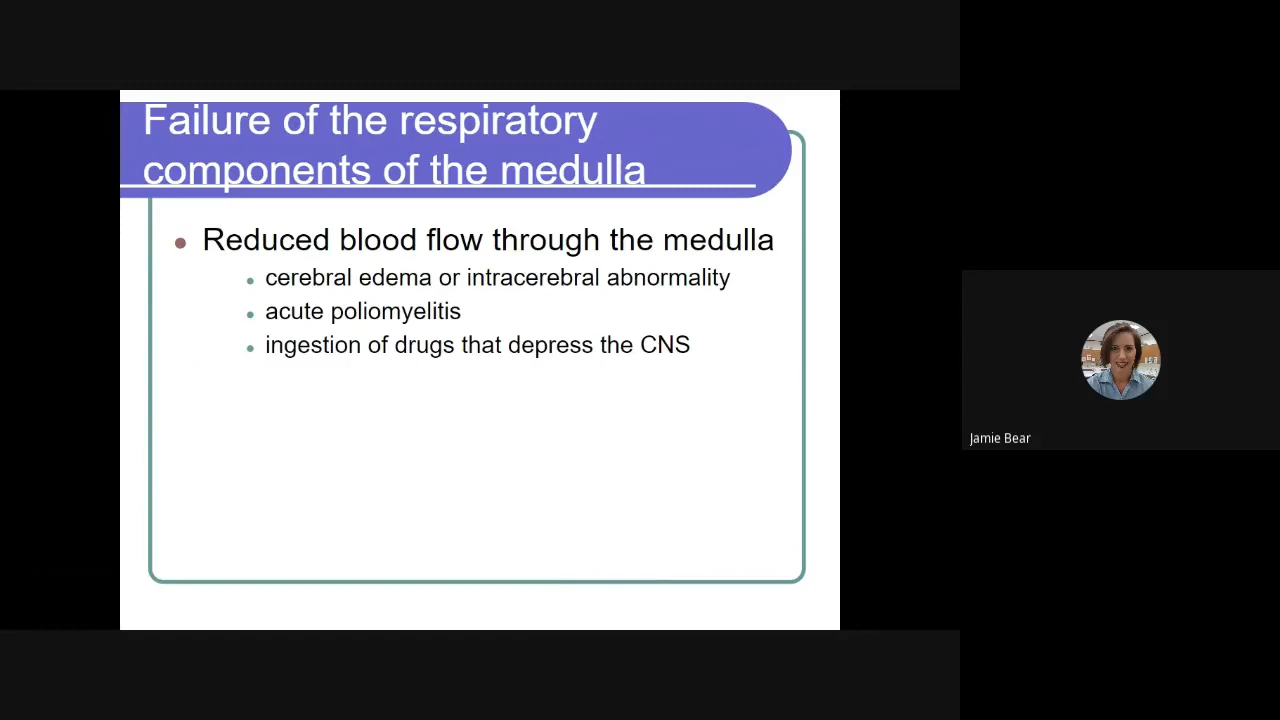 Failure of the respiratory
components of the medulla
Reduced blood flow through the medulla
cerebral edema or intracerebral abnormality
acute poliomyelitis
ingestion of drugs that depress the CNS
Jamie Bear